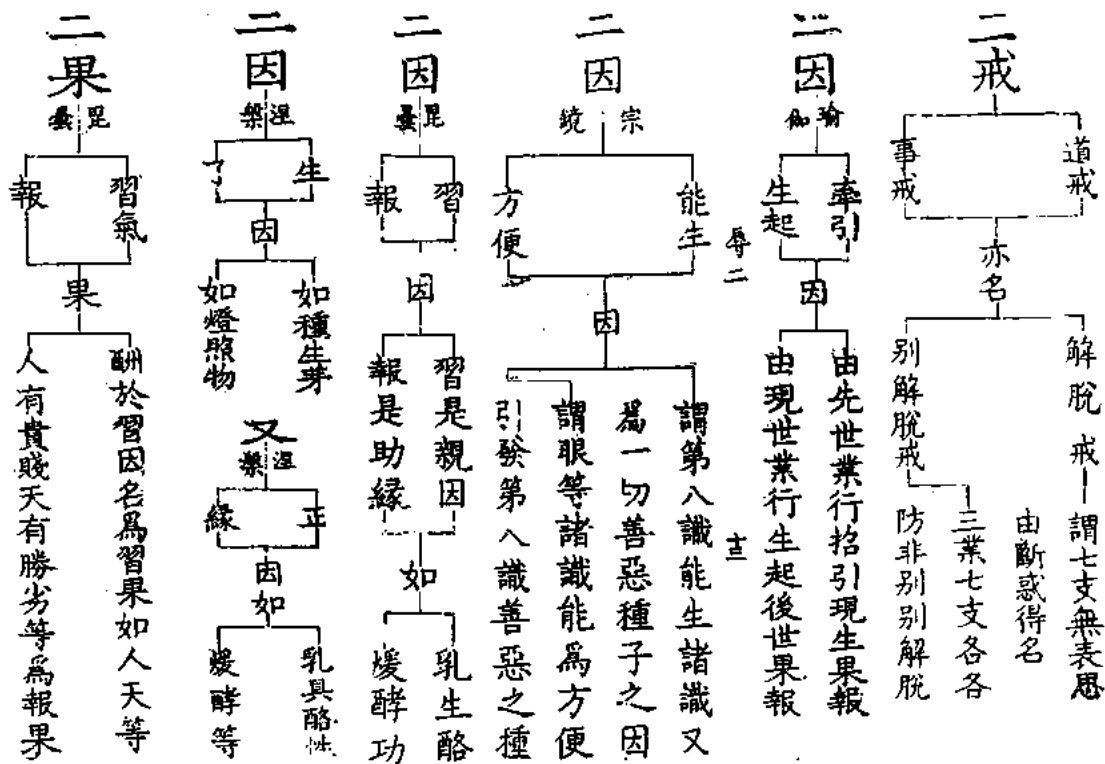 二戒
道戒
事戒
亦名
解脫戒
謂七支無表思
由斷惑得名
別解脫戒
三業七支各各
防非別別解脫
二因
瑜伽
牽引
生起
因
由先世業行招引現生果報
由現世業行生起後世果報
辱二
十三
二因
宗鏡
能生
方便
因
謂第八識能生諸識又
為一切善惡種子之因
謂眼等諸識能為方便
引發第八識善惡之種
二因
毘曇
習
報
因
習是親因
報是助緣
如
乳生酪
煖酵功
二因
涅槃
生
了
因
如種生芽
如燈照物
又
涅槃
正
緣
因如
乳具酪性
煖酵等
二果
毘曇
習氣
報
果
酬於習因名為習果如人天等
人有貴賤天有勝劣等為報果